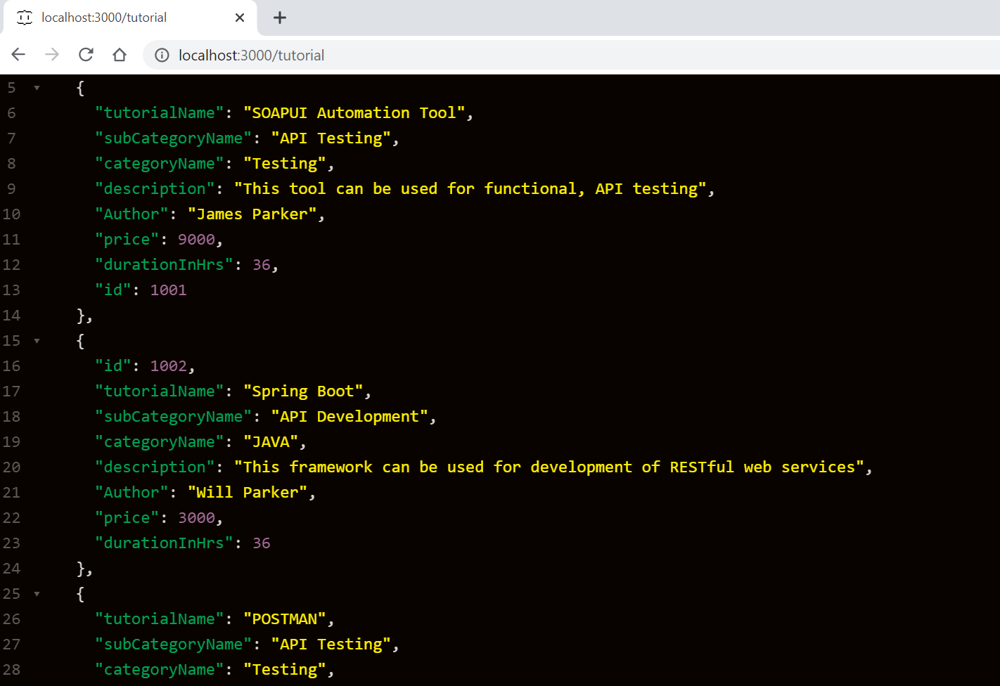 localhost:3000/tutorial
localhost:3000/tutorial
5 {
6 "tutorialName": "SOAPUI Automation Tool",
7 "subCategoryName": "API Testing",
8 "categoryName": "Testing",
9 "description": "This tool can be used for functional, API testing",
10 "Author": "James Parker",
11 "price": 9000,
12 "durationInHrs": 36,
13 "id": 1001
14 },
15 {
16 "id": 1002,
17 "tutorialName": "Spring Boot",
18 "subCategoryName": "API Development",
19 "categoryName": "JAVA",
20 "description": "This framework can be used for development of RESTful web services",
21 "Author": "Will Parker",
22 "price": 3000,
23 "durationInHrs": 36
24 },
25 {
26 "tutorialName": "POSTMAN",
27 "subCategoryName": "API Testing",
28 "categoryName": "Testing",